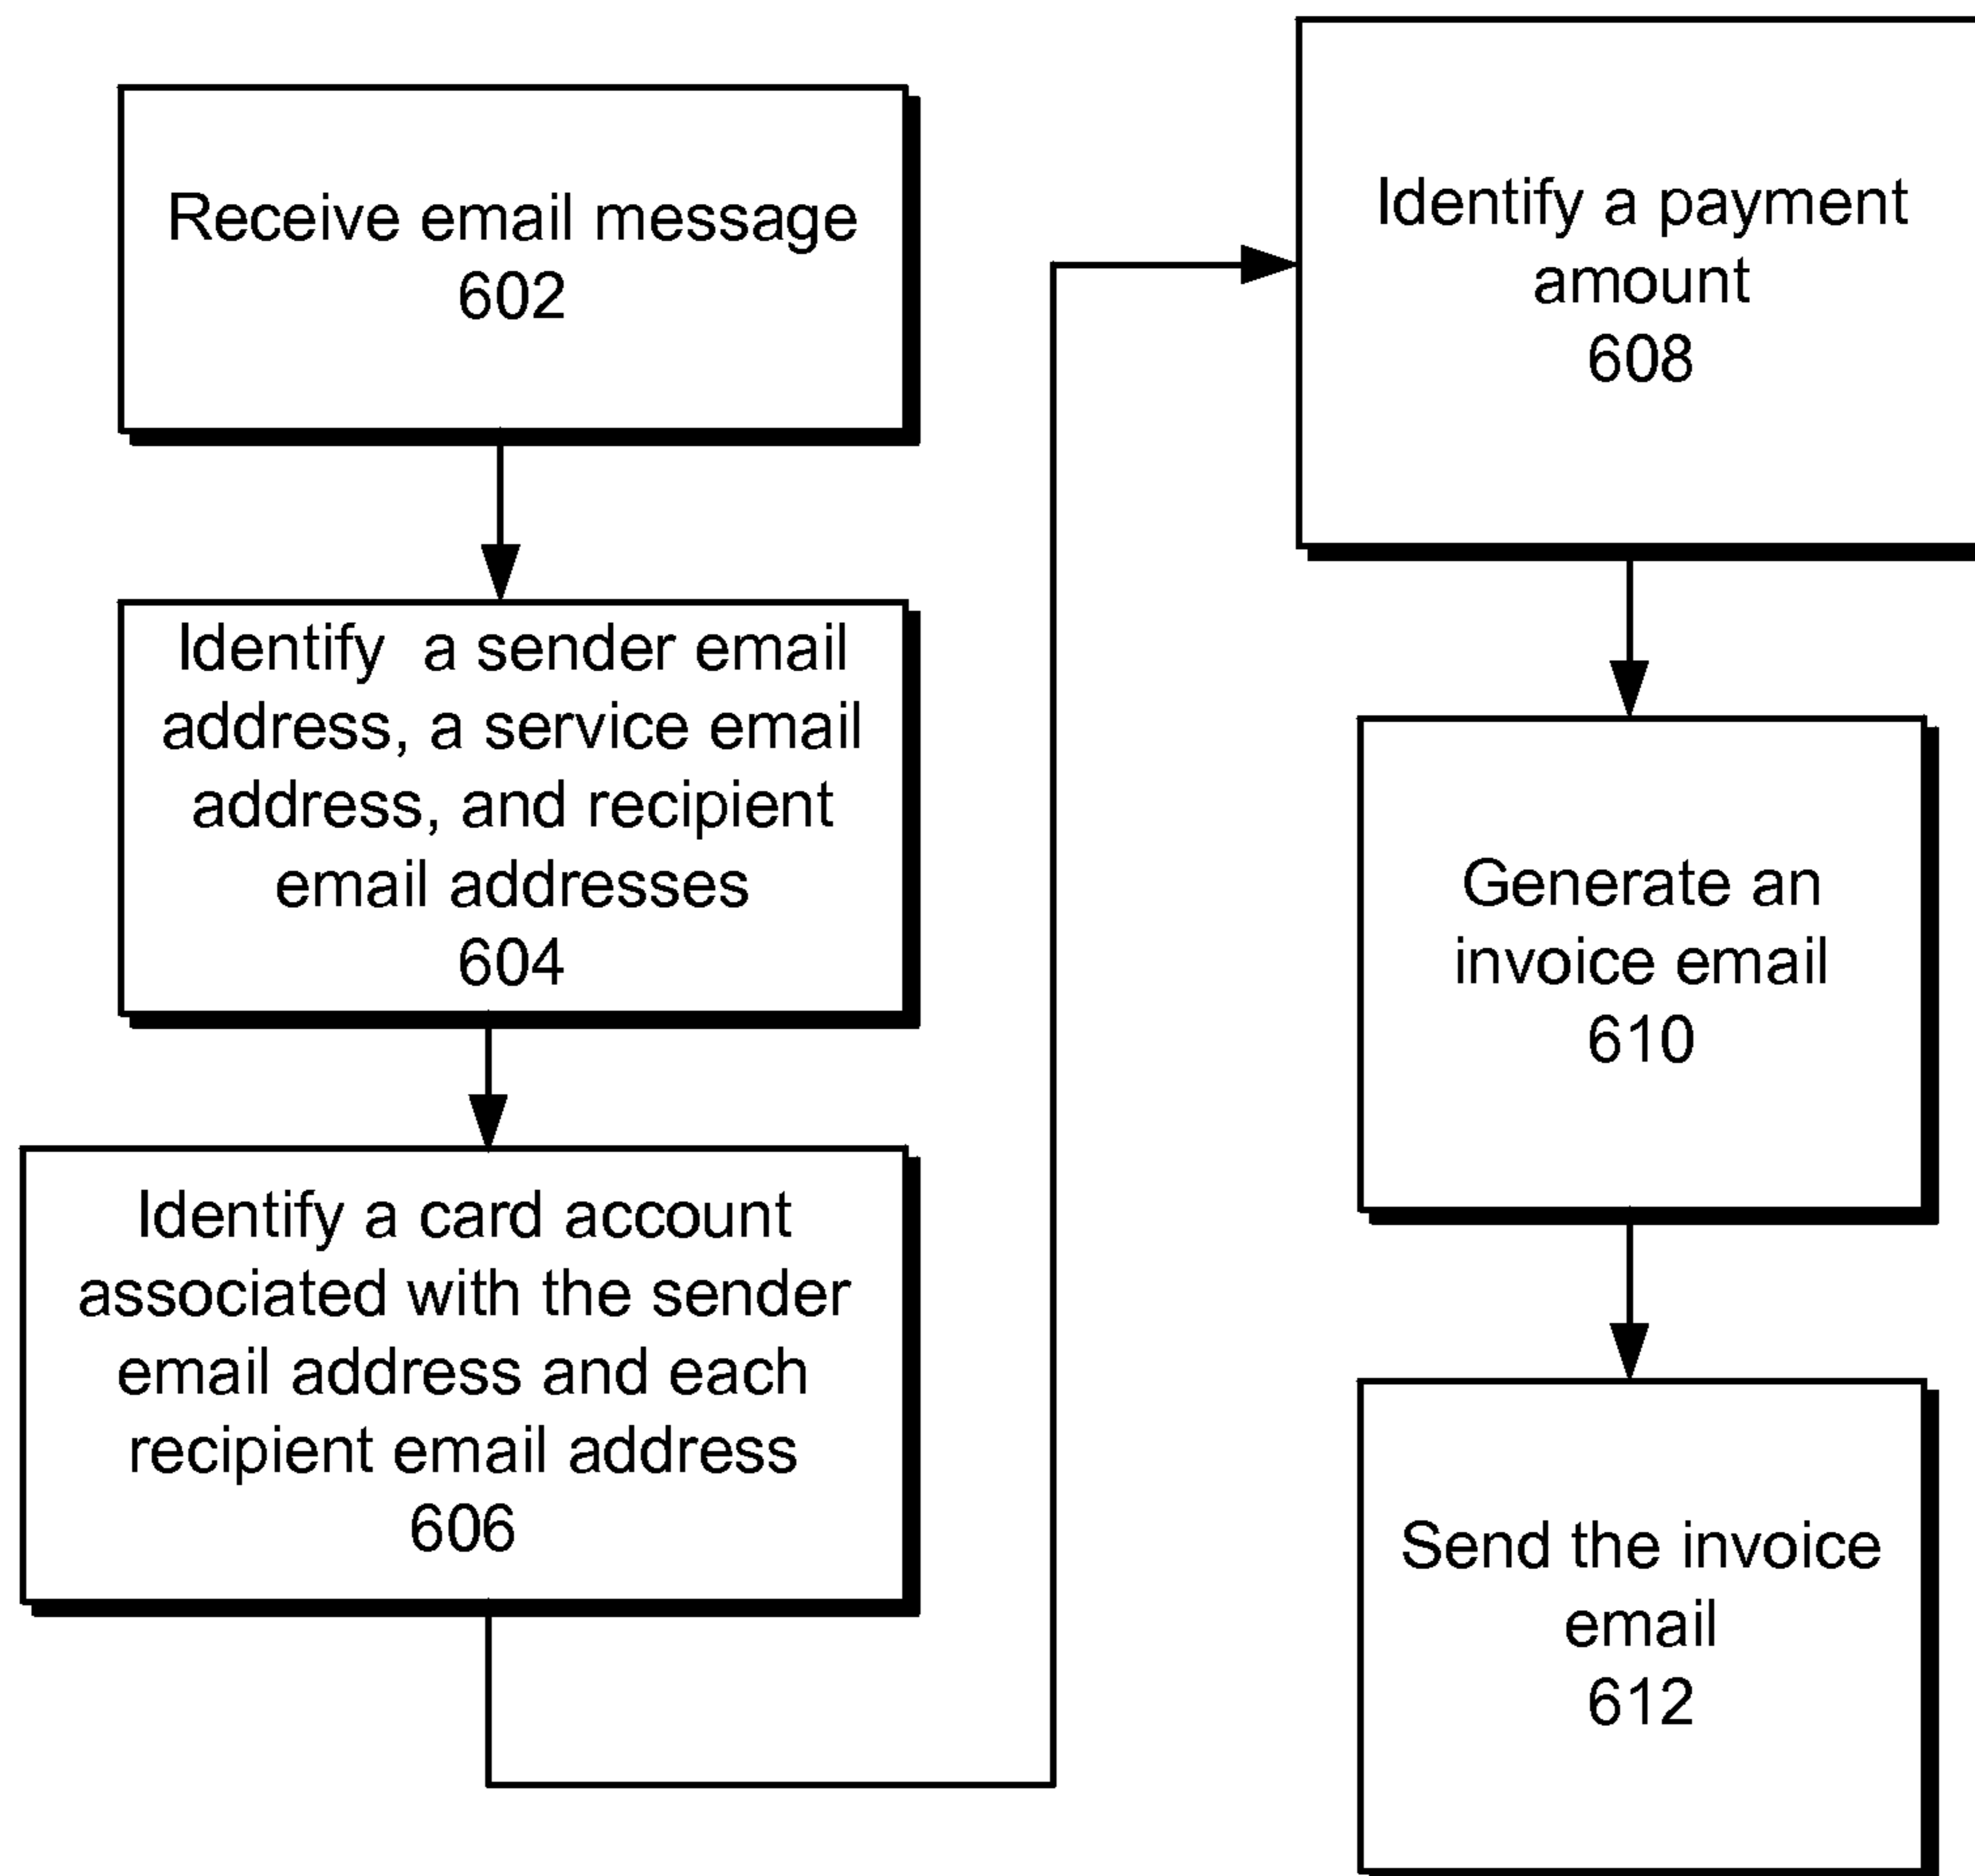 Receive email message
602
Identify a sender email
address, a service email
address, and recipient
email addresses
604
Identify a card account
associated with the sender
email address and each
recipient email address
606
Identify a payment
amount
608
Generate an
invoice email
610
Send the invoice
email
612